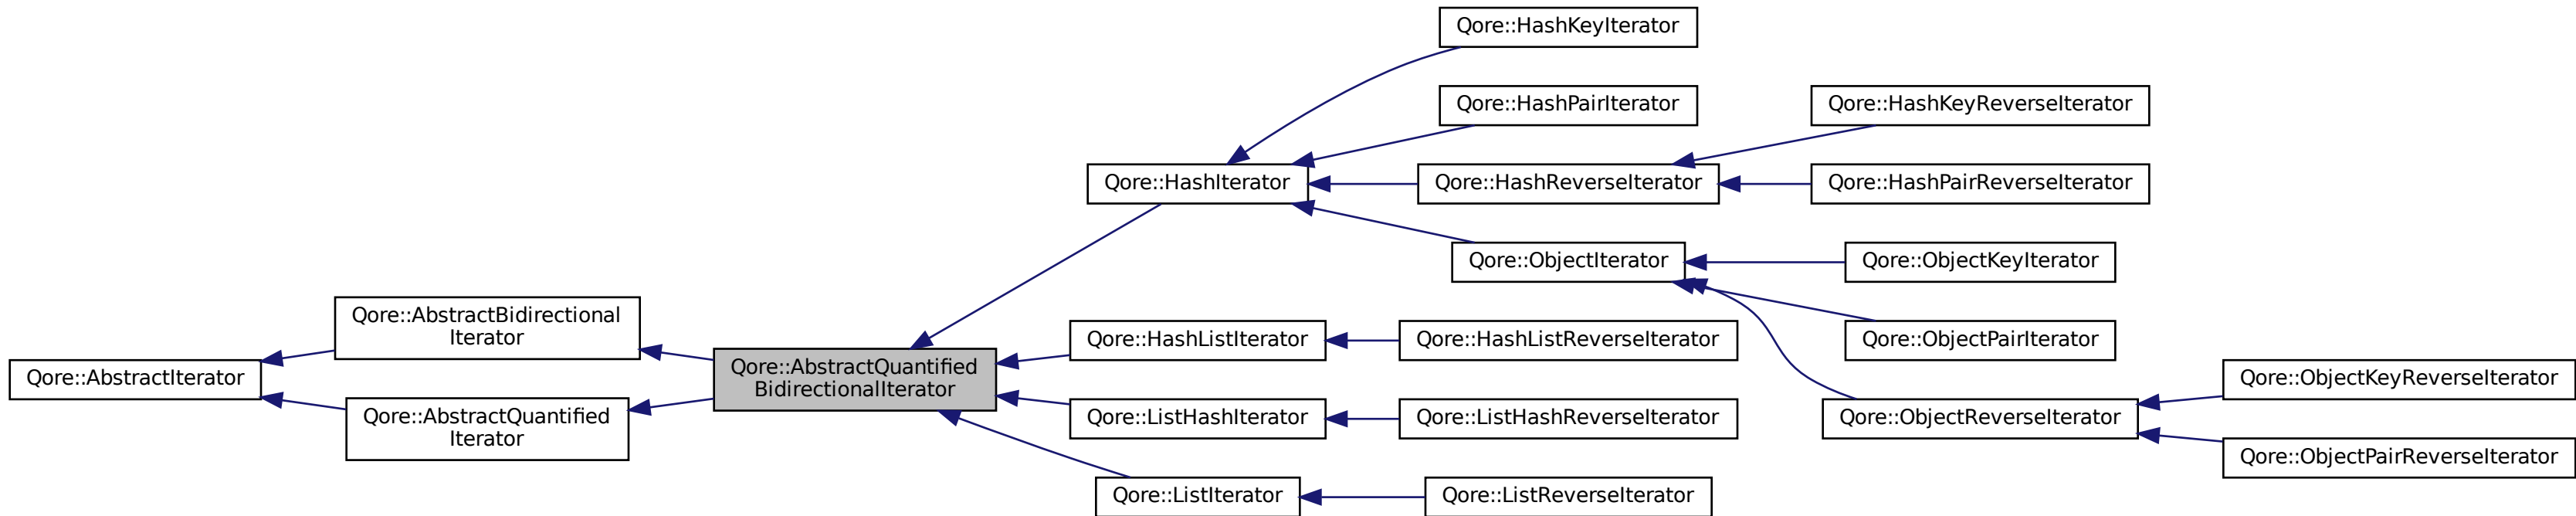 Qore::HashKeyIterator
Qore::HashPairIterator
Qore::HashKeyReverseIterator
Qore::HashIterator
Qore::HashReverseIterator
Qore::HashPairReverseIterator
Qore::ObjectIterator
Qore::ObjectKeyIterator
Qore::AbstractBidirectional
Iterator
Qore::HashListIterator
Qore::HashListReverseIterator
Qore::ObjectPairIterator
Qore::AbstractIterator
Qore::AbstractQuantified
BidirectionalIterator
Qore::ObjectKeyReverseIterator
Qore::AbstractQuantified
Iterator
Qore::ListHashIterator
Qore::ListHashReverseIterator
Qore::ObjectReverseIterator
Qore::ObjectPairReverseIterator
Qore::ListIterator
Qore::ListReverseIterator